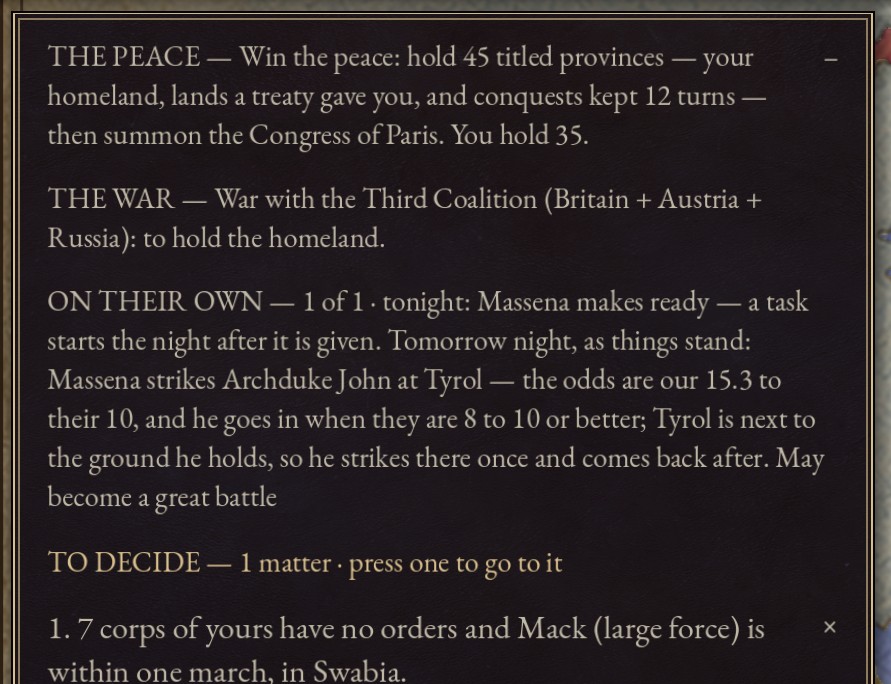 THE PEACE — Win the peace: hold 45 titled provinces — your –
homeland, lands a treaty gave you, and conquests kept 12 turns —
then summon the Congress of Paris. You hold 35.
THE WAR — War with the Third Coalition (Britain + Austria +
Russia): to hold the homeland.
ON THEIR OWN — 1 of 1 · tonight: Massena makes ready — a task
starts the night after it is given. Tomorrow night, as things stand:
Massena strikes Archduke John at Tyrol — the odds are our 15.3 to
their 10, and he goes in when they are 8 to 10 or better; Tyrol is next to
the ground he holds, so he strikes there once and comes back after. May
become a great battle
TO DECIDE — 1 matter · press one to go to it
1. 7 corps of yours have no orders and Mack (large force) is ×
within one march, in Swabia.